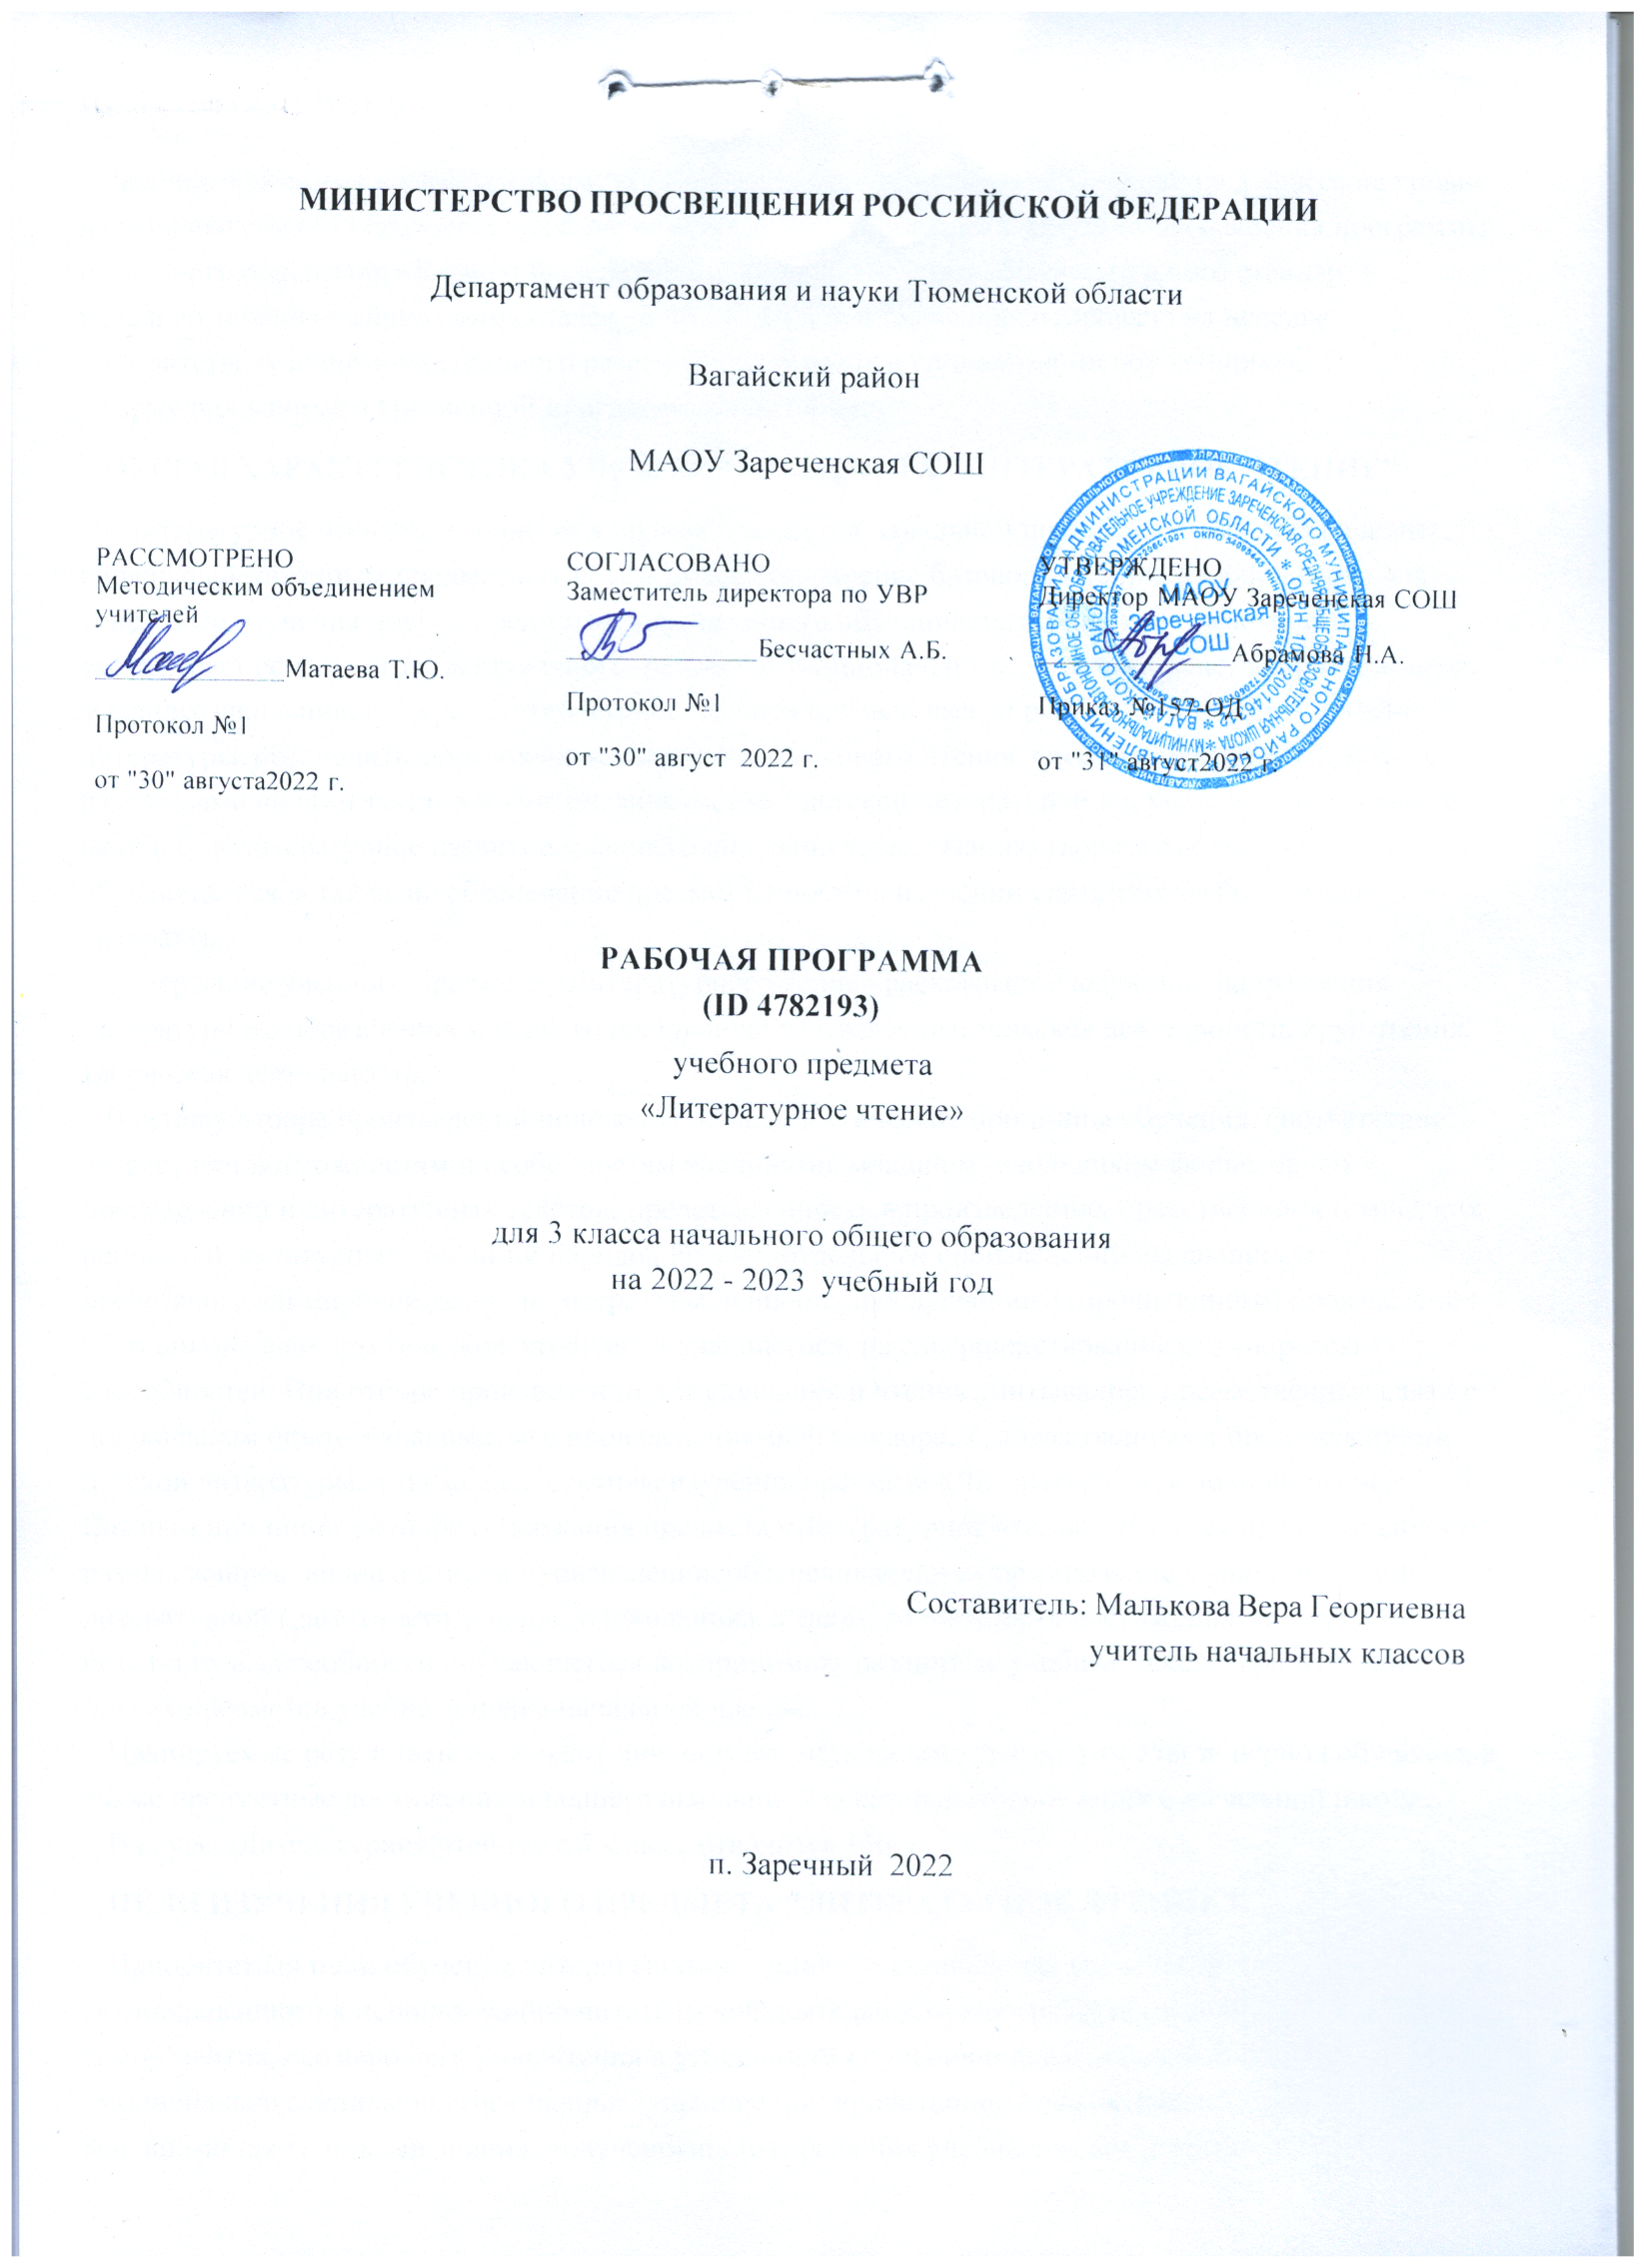 МИНИСТЕРСТВО ПРОСВЕЩЕНИЯ РОССИЙСКОЙ ФЕДЕРАЦИИ
Департамент образования и науки Тюменской области
Вагайский район
МАОУ Зареченская СОШ
РАССМОТРЕНО
Методическим объединением
учителей
Матаева Т.Ю.
Протокол №1
от "30" августа2022 г.
СОГЛАСОВАНО
Заместитель директора по УВР
Бесчастных А.Б.
Протокол №1
от "30" август 2022 г.
УТВЕРЖДЕНО
Директор МАОУ Зареченская СОШ
Абрамова Н.А.
Приказ №157-ОД
от "31" август2022 г.
МАОУ
Зареченская
СОШ
РАБОЧАЯ ПРОГРАММА
(ID 4782193)
учебного предмета
«Литературное чтение»
для 3 класса начального общего образования
на 2022 - 2023 учебный год
Составитель: Малькова Вера Георгиевна
учитель начальных классов
п. Заречный 2022